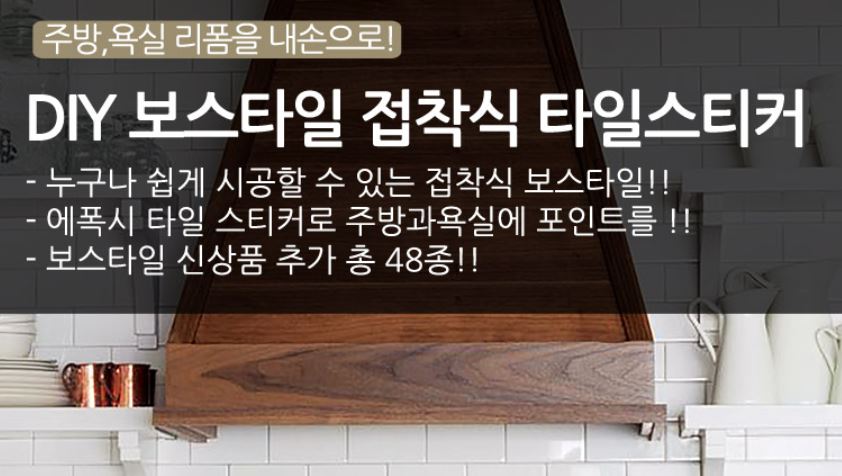 주방,욕실 리폼을 내손으로!
DIY 보스타일 접착식 타일스티커
- 누구나 쉽게 시공할 수 있는 접착식 보스타일!!
- 에폭시 타일 스티커로 주방과욕실에 포인트를 !!
- 보스타일 신상품 추가 총 48종!!